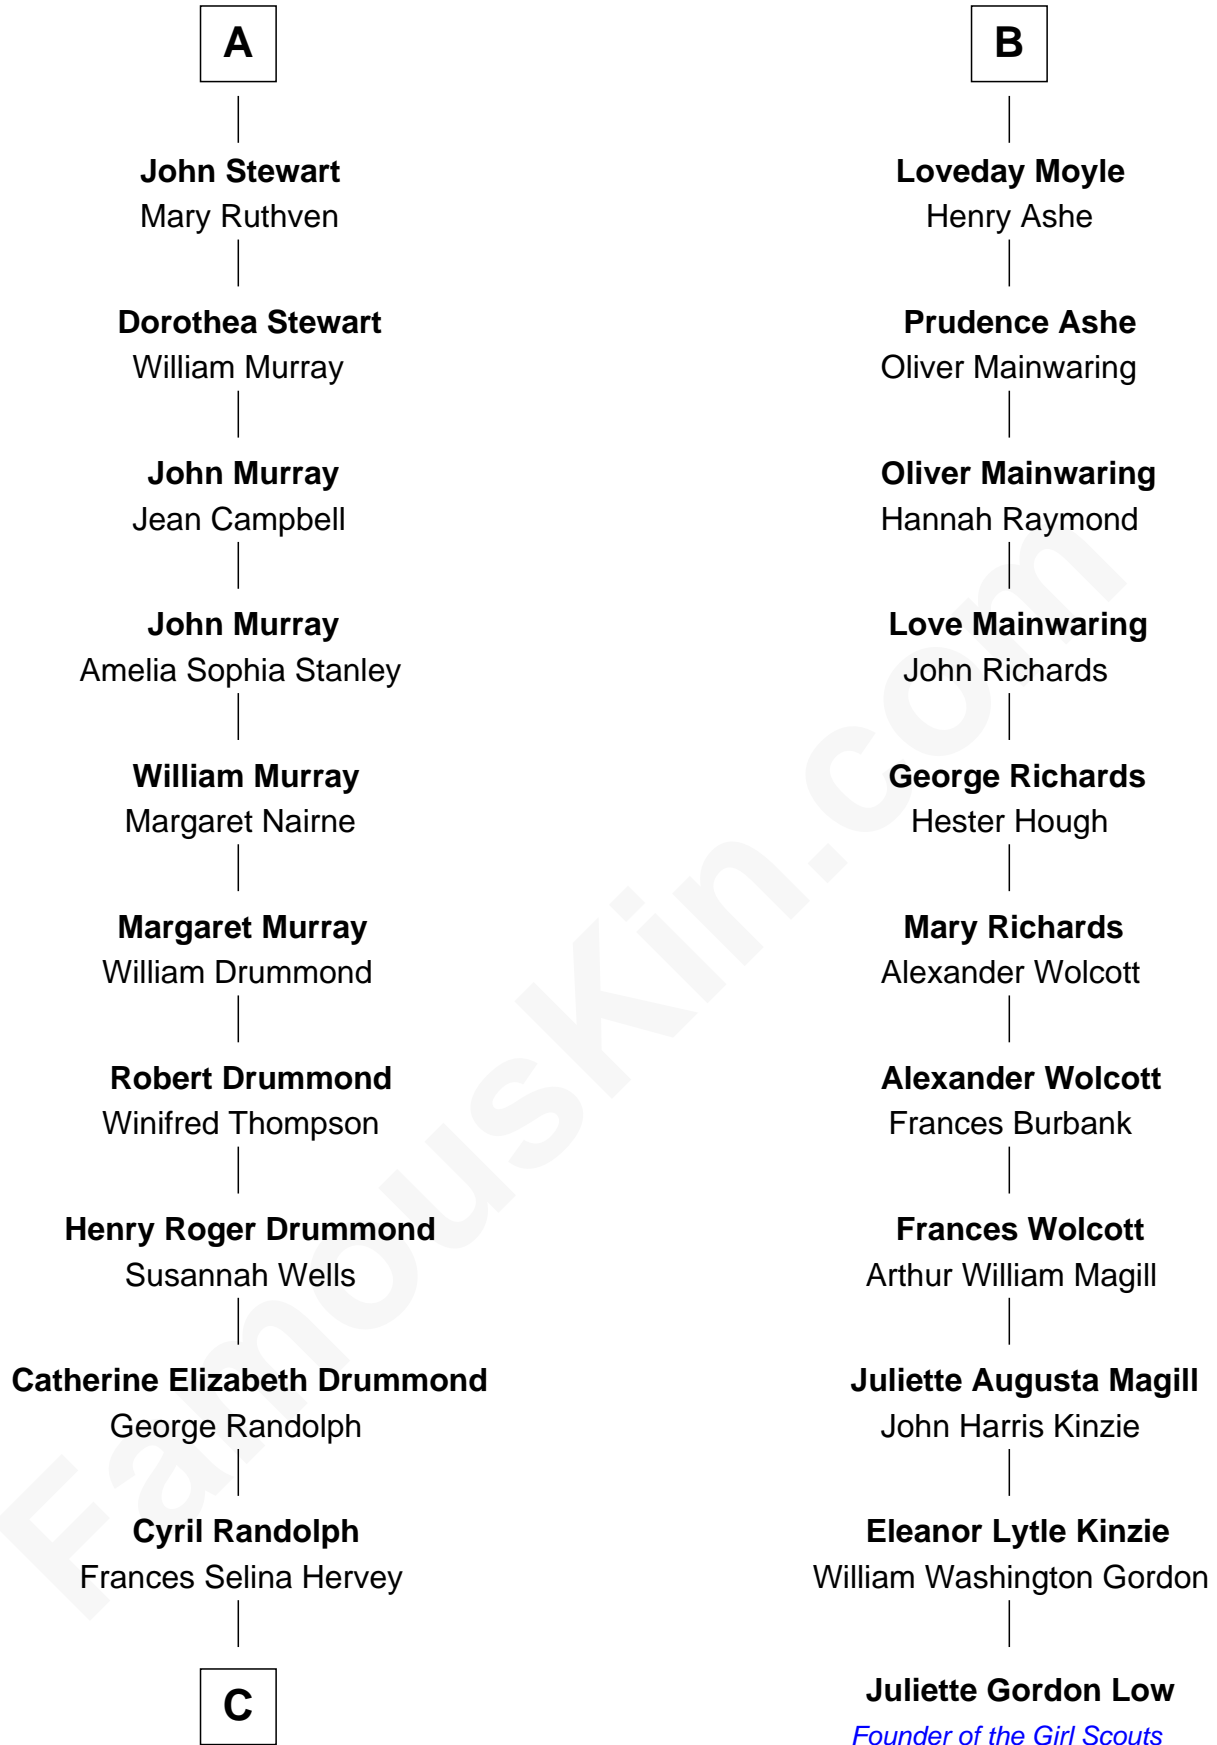 A
John Stewart
Mary Ruthven
Dorothea Stewart
William Murray
John Murray
Jean Campbell
John Murray
Amelia Sophia Stanley
William Murray
Margaret Nairne
Margaret Murray
William Drummond
Robert Drummond
Winifred Thompson
Henry Roger Drummond
Susannah Wells
Catherine Elizabeth Drummond
George Randolph
Cyril Randolph
Frances Selina Hervey
C
B
Loveday Moyle
Henry Ashe
Prudence Ashe
Oliver Mainwaring
Oliver Mainwaring
Hannah Raymond
Love Mainwaring
John Richards
George Richards
Hester Hough
Mary Richards
Alexander Wolcott
Alexander Wolcott
Frances Burbank
Frances Wolcott
Arthur William Magill
Juliette Augusta Magill
John Harris Kinzie
Eleanor Lytle Kinzie
William Washington Gordon
Juliette Gordon Low
Founder of the Girl Scouts
FamousKin.com